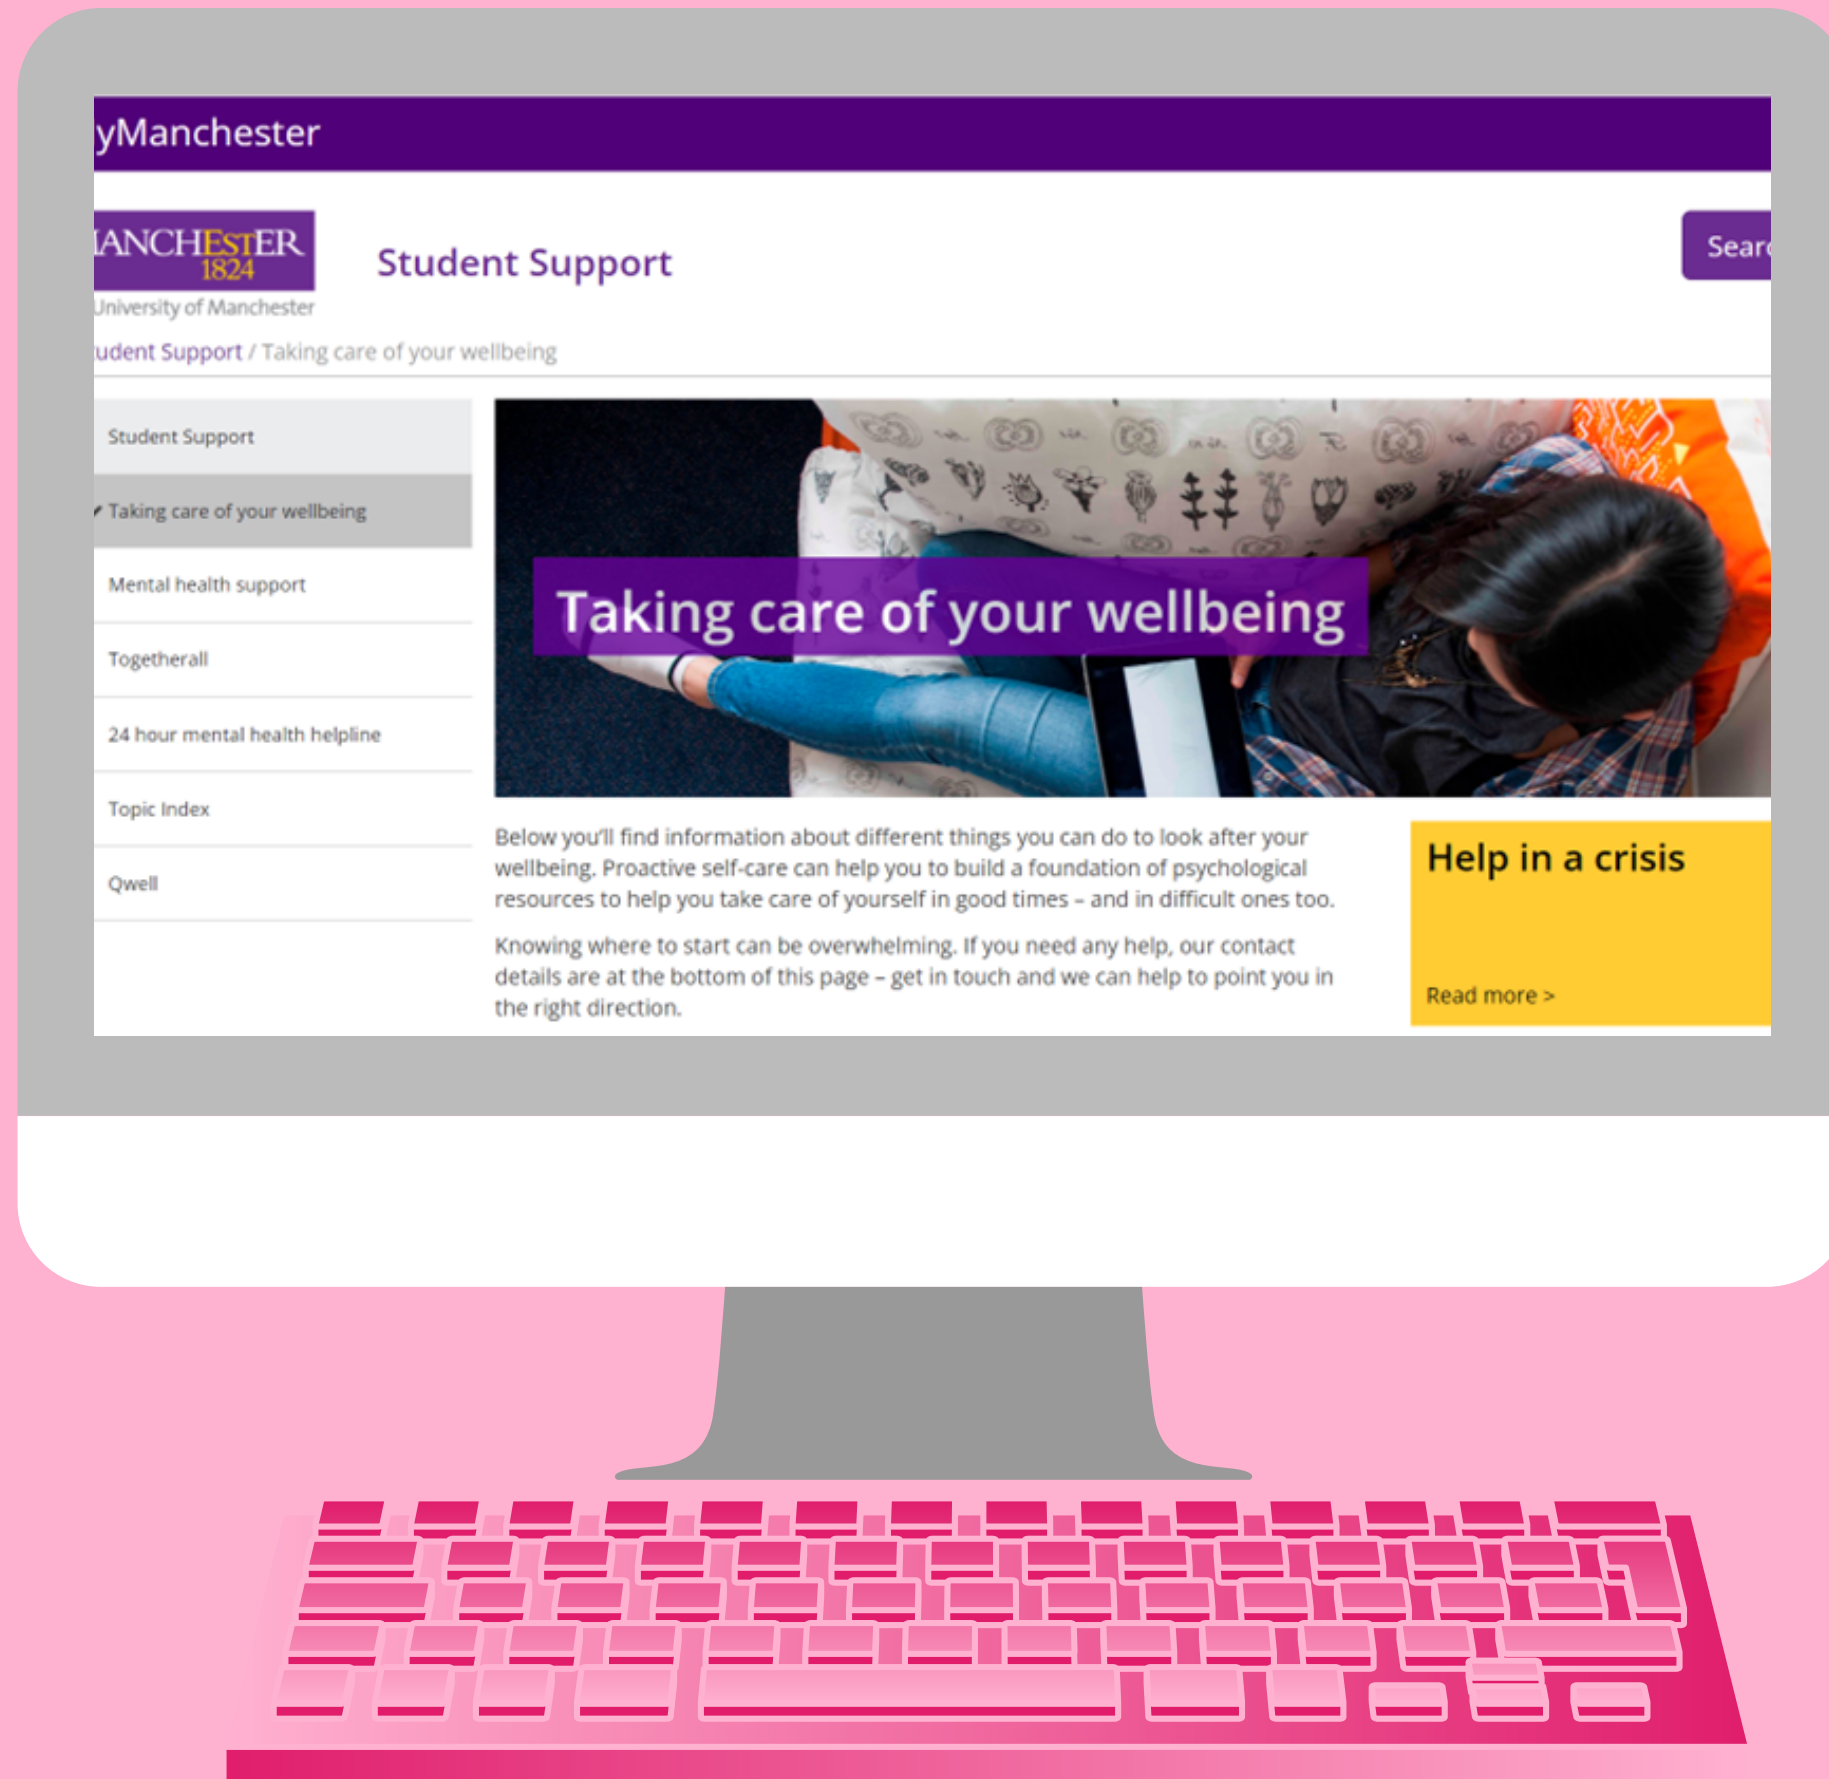 yManchester
MANCHESTER
1824
University of Manchester
Student Support
Searc
udent Support / Taking care of your wellbeing
Student Support
Taking care of your wellbeing
Mental health support
Togetherall
24 hour mental health helpline
Topic Index
Qwell
Taking care of your wellbeing
Below you'll find information about different things you can do to look after your
wellbeing. Proactive self-care can help you to build a foundation of psychological
resources to help you take care of yourself in good times – and in difficult ones too.
Knowing where to start can be overwhelming. If you need any help, our contact
details are at the bottom of this page – get in touch and we can help to point you in
the right direction.
Help in a crisis
Read more >